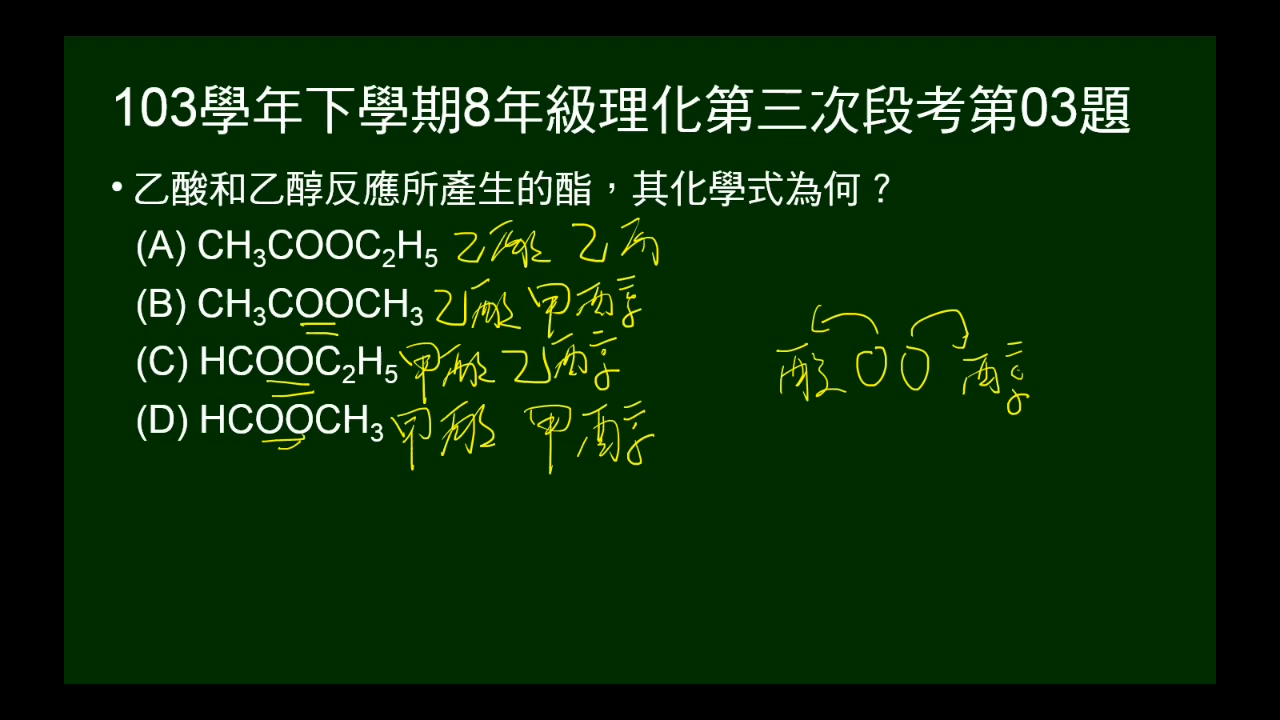 103學年下學期8年級理化第三次段考第03題
• 乙酸和乙醇反應所產生的酯，其化學式為何？
(A) CH₃COOC₂H₅ 乙酸 乙
(B) CH₃COOCH₃ 乙酸 甲醇
(C) HCOOC₂H₅ 甲酸 乙醇
酸 O O 醇
(D) HCOOCH₃ 甲酸 甲醇